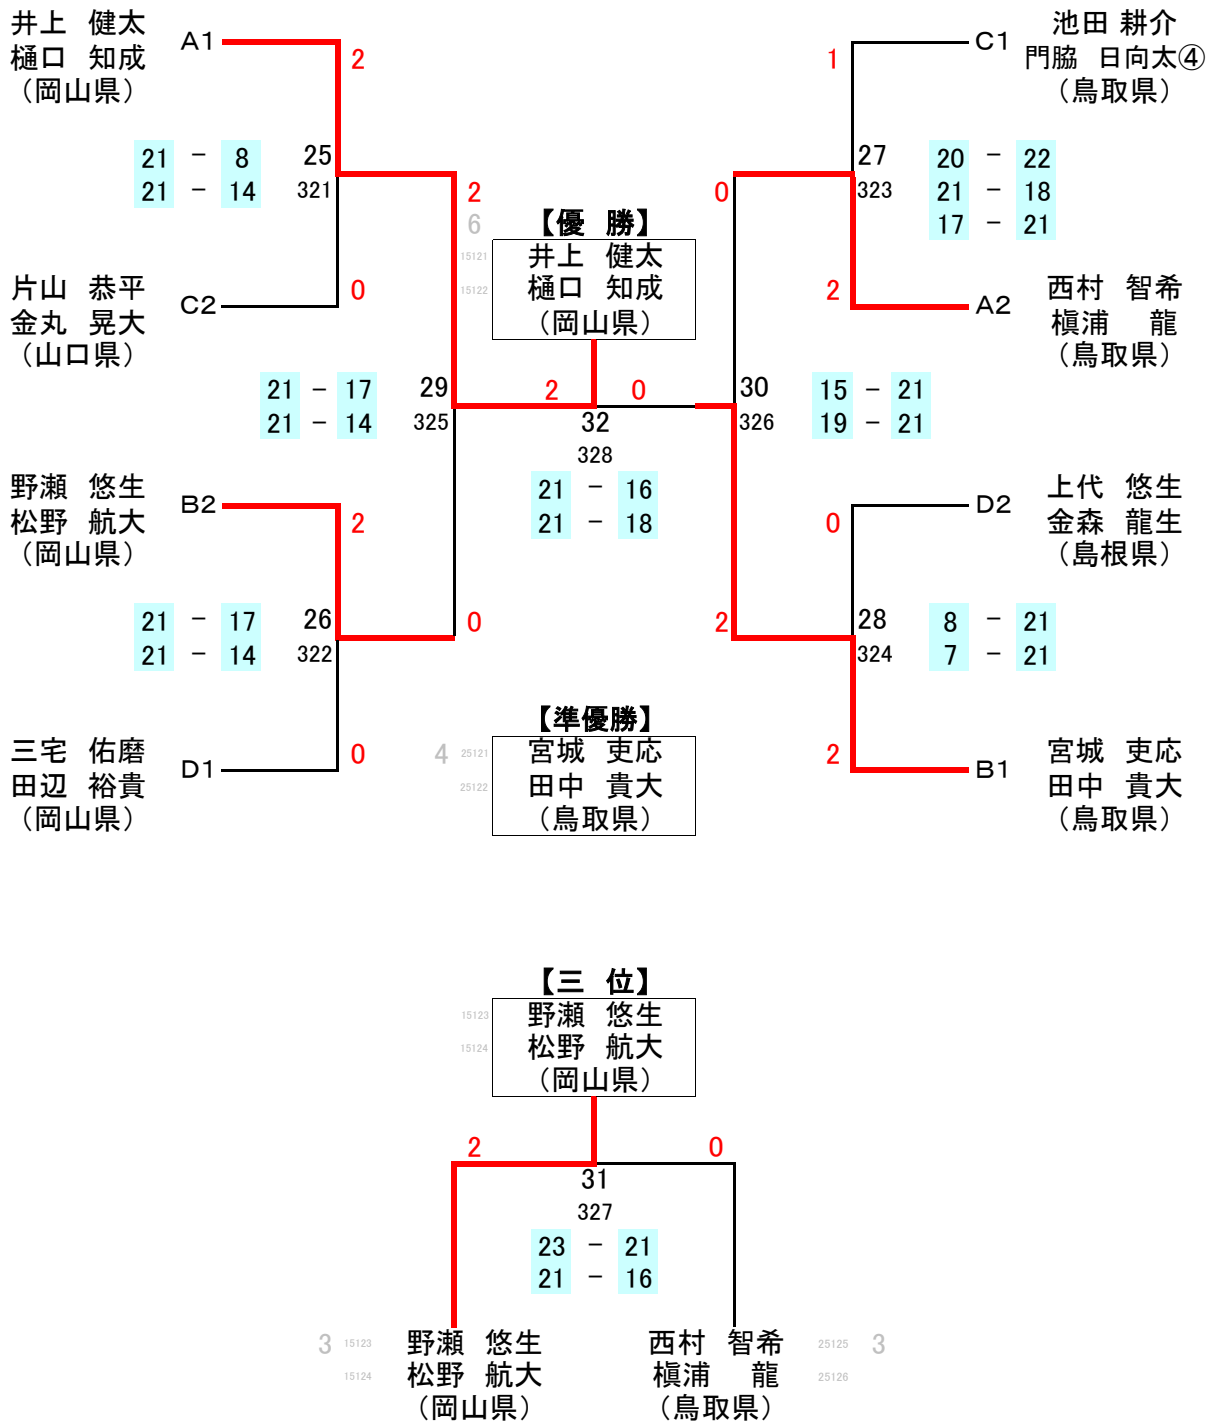 井上 健太
樋口 知成
(岡山県)
A1
2
21 - 8
21 - 14
25
321
片山 恭平
金丸 晃大
(山口県)
C2
0
2
6
【優 勝】
15121
15122
井上 健太
樋口 知成
(岡山県)
21 - 17
21 - 14
29
325
2
0
32
328
21 - 16
21 - 18
野瀬 悠生
松野 航大
(岡山県)
B2
2
21 - 17
21 - 14
26
322
0
三宅 佑磨
田辺 裕貴
(岡山県)
D1
0
池田 耕介
門脇 日向太④
(鳥取県)
C1
1
27
323
20 - 22
21 - 18
17 - 21
0
西村 智希
槇浦 龍
(鳥取県)
A2
2
30
326
15 - 21
19 - 21
上代 悠生
金森 龍生
(島根県)
D2
0
28
324
8 - 21
7 - 21
2
宮城 吏応
田中 貴大
(鳥取県)
B1
2
【準優勝】
4
25121
25122
宮城 吏応
田中 貴大
(鳥取県)
【三 位】
15123
15124
野瀬 悠生
松野 航大
(岡山県)
2
0
31
327
23 - 21
21 - 16
3
15123
15124
野瀬 悠生
松野 航大
(岡山県)
西村 智希
槇浦 龍
(鳥取県)
25125
25126
3